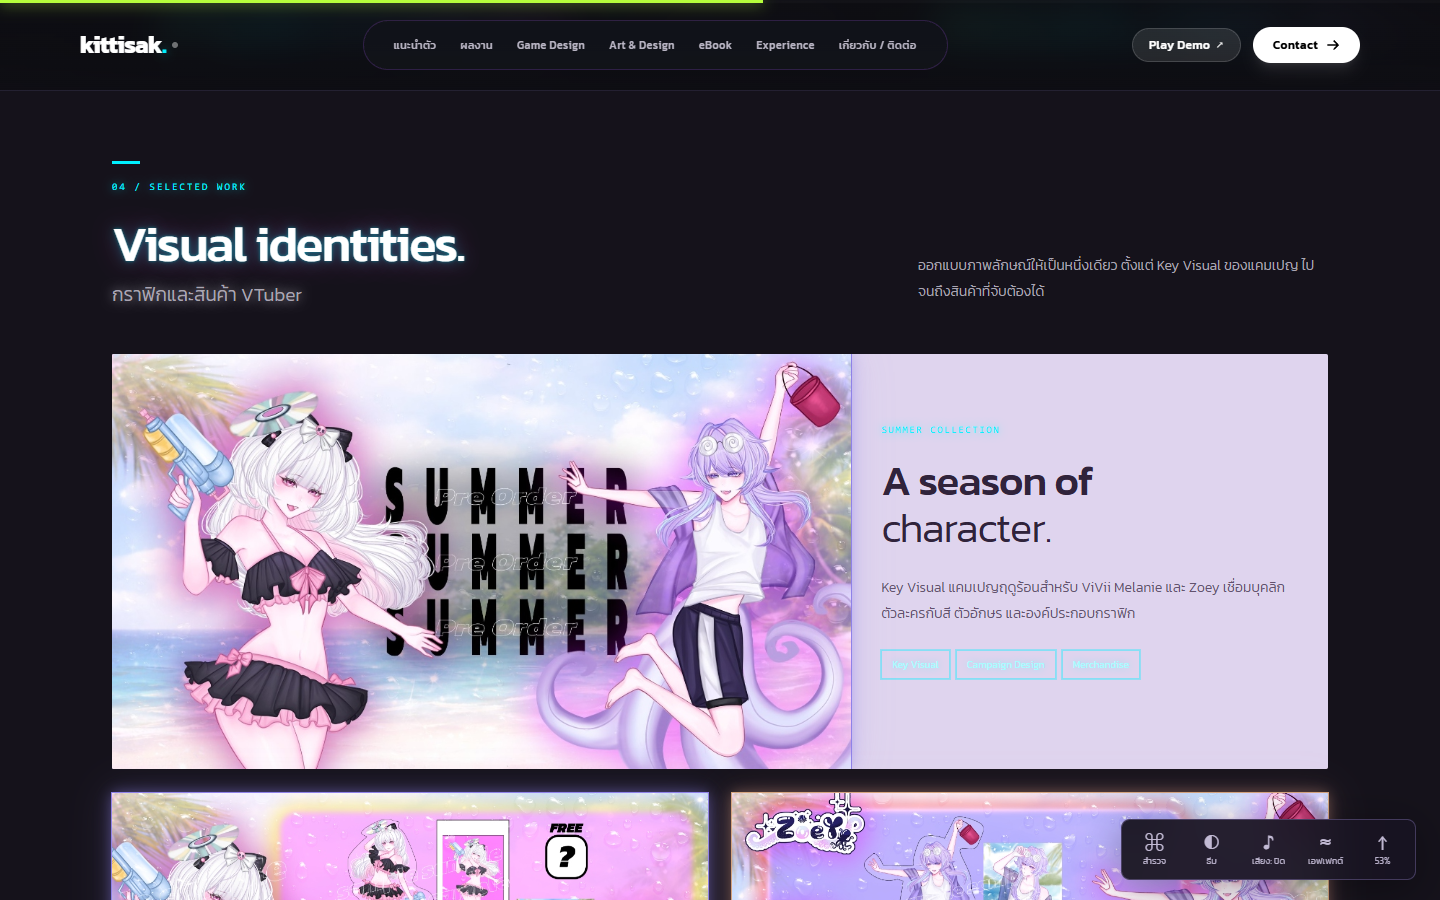 kittisak.
แนะนำตัว
ผลงาน
Game Design
Art & Design
eBook
Experience
เกี่ยวกับ / ติดต่อ
Play Demo ↗
Contact →
04 / SELECTED WORK
Visual identities.
กราฟิกและสินค้า VTuber
ออกแบบภาพลักษณ์ให้เป็นหนึ่งเดียว ตั้งแต่ Key Visual ของแคมเปญ ไป
จนถึงสินค้าที่จับต้องได้
SUMMER
Pre Order
SUMMER
Pre Order
SUMMER
Pre Order
SUMMER COLLECTION
A season of
character.
Key Visual แคมเปญฤดูร้อนสำหรับ ViVii Melanie และ Zoey เชื่อมบุคลิก
ตัวละครกับสี ตัวอักษร และองค์ประกอบกราฟิก
Key Visual
Campaign Design
Merchandise
FREE
?
ZOEY
สำรวจ
ธีม
เสียง: ปิด
เอฟเฟกต์
53%